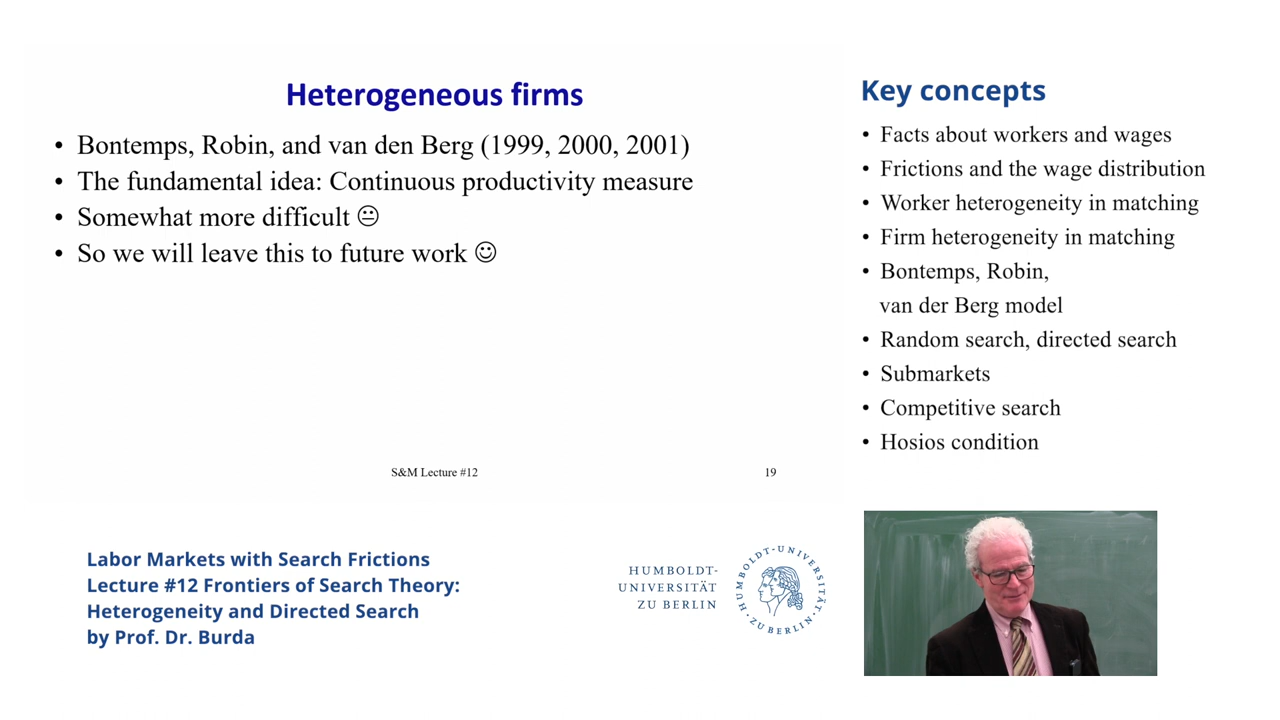 Heterogeneous firms
• Bontemps, Robin, and van den Berg (1999, 2000, 2001)
• The fundamental idea: Continuous productivity measure
• Somewhat more difficult 😐
• So we will leave this to future work ☺
S&M Lecture #12
19
Key concepts
• Facts about workers and wages
• Frictions and the wage distribution
• Worker heterogeneity in matching
• Firm heterogeneity in matching
• Bontemps, Robin,
van der Berg model
• Random search, directed search
• Submarkets
• Competitive search
• Hosios condition
Labor Markets with Search Frictions
Lecture #12 Frontiers of Search Theory:
Heterogeneity and Directed Search
by Prof. Dr. Burda
HUMBOLDT-
UNIVERSITÄT
ZU BERLIN
HUMBOLDT-UNIVERSITÄT
ZU BERLIN